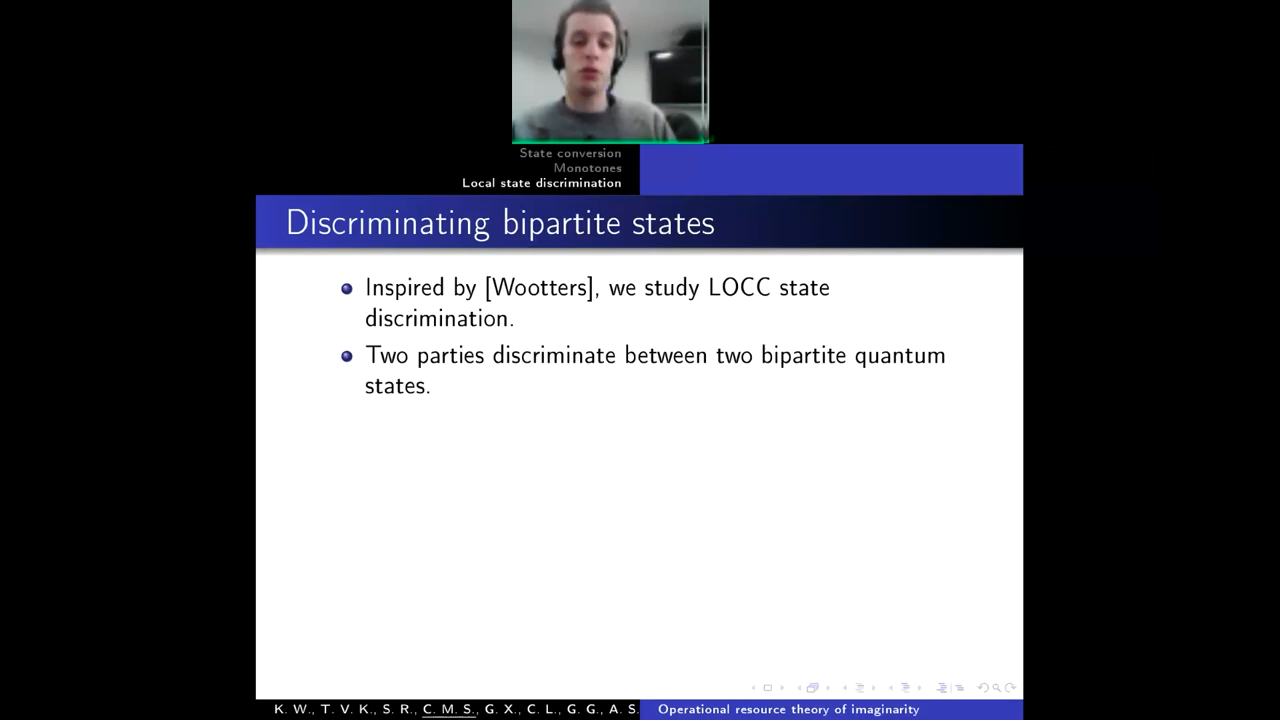 State conversion
Monotones
Local state discrimination
Discriminating bipartite states
Inspired by [Wootters], we study LOCC state
discrimination.
Two parties discriminate between two bipartite quantum
states.
K. W., T. V. K., S. R., C. M. S., G. X., C. L., G. G., A. S.
Operational resource theory of imaginarity